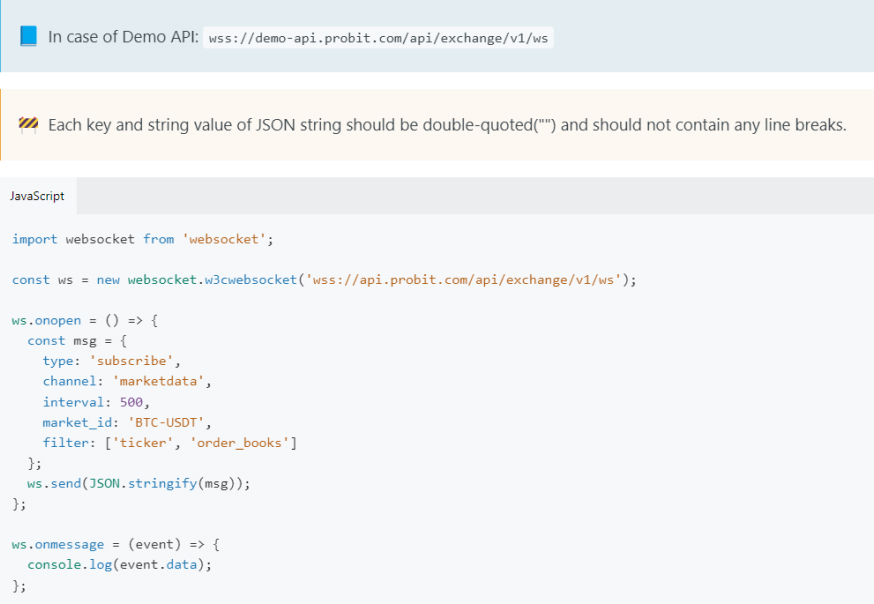 In case of Demo API: wss://demo-api.probit.com/api/exchange/v1/ws
Each key and string value of JSON string should be double-quoted("") and should not contain any line breaks.
JavaScript
import websocket from 'websocket';
const ws = new websocket.w3cwebsocket('wss://api.probit.com/api/exchange/v1/ws');
ws.onopen = () => {
  const msg = {
    type: 'subscribe',
    channel: 'marketdata',
    interval: 500,
    market_id: 'BTC-USDT',
    filter: ['ticker', 'order_books']
  };
  ws.send(JSON.stringify(msg));
};
ws.onmessage = (event) => {
  console.log(event.data);
};